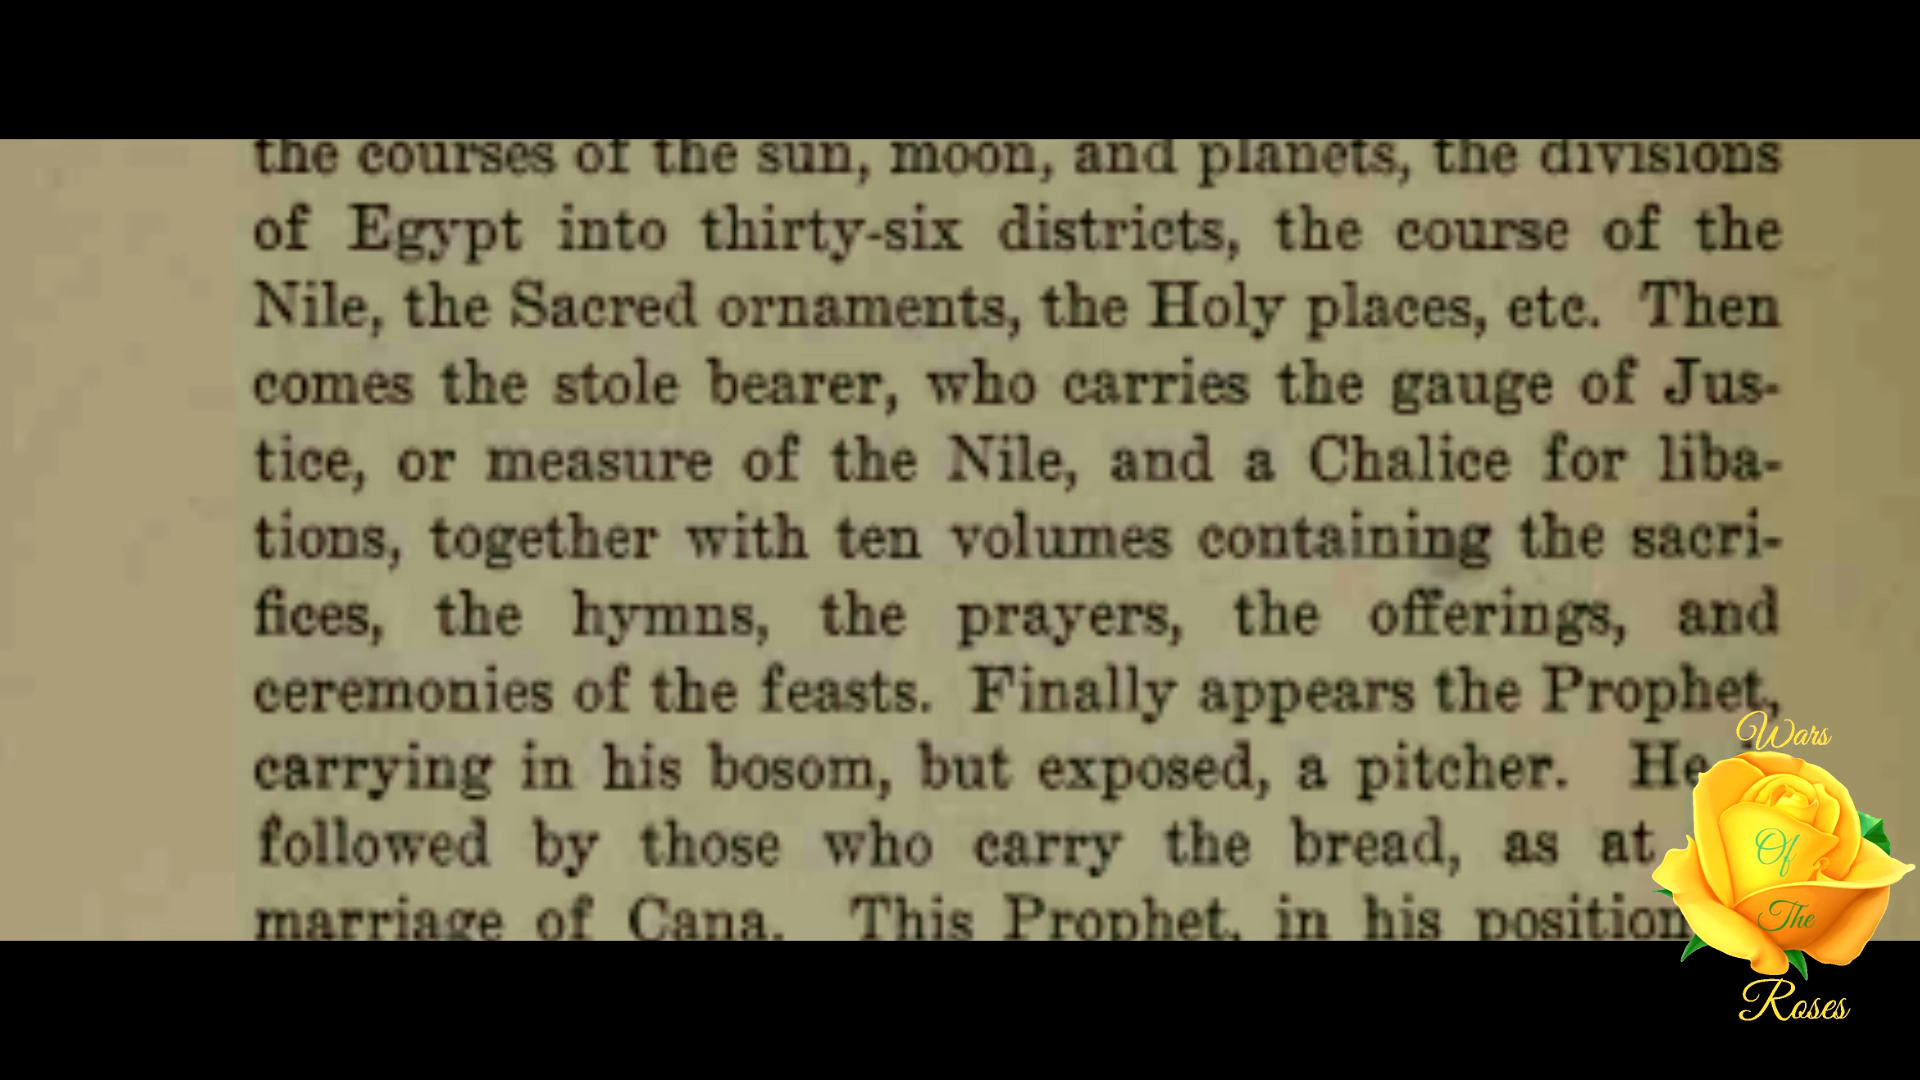 the courses of the sun, moon, and planets, the divisions
of Egypt into thirty-six districts, the course of the
Nile, the Sacred ornaments, the Holy places, etc. Then
comes the stole bearer, who carries the gauge of Jus-
tice, or measure of the Nile, and a Chalice for liba-
tions, together with ten volumes containing the sacri-
fices, the hymns, the prayers, the offerings, and
ceremonies of the feasts. Finally appears the Prophet,
carrying in his bosom, but exposed, a pitcher. He
followed by those who carry the bread, as at
marriage of Cana. This Prophet, in his position
Wars
Of
The
Roses